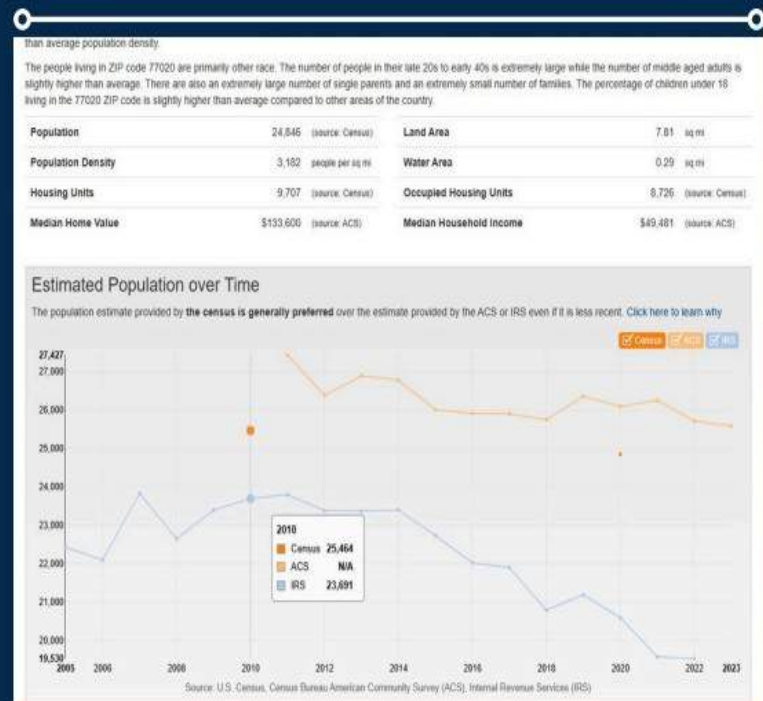 than average population density.
The people living in ZIP code 77020 are primarily other race. The number of people in their late 20s to early 40s is extremely large while the number of middle aged adults is
slightly higher than average. There are also an extremely large number of single parents and an extremely small number of families. The percentage of children under 18
living in the 77020 ZIP code is slightly higher than average compared to other areas of the country.
Population 24,846 (source: Census) Land Area 7.81 sq mi
Population Density 3,182 people per sq mi Water Area 0.29 sq mi
Housing Units 9,707 (source: Census) Occupied Housing Units 8,726 (source: Census)
Median Home Value $133,600 (source: ACS) Median Household Income $49,481 (source: ACS)
Estimated Population over Time
The population estimate provided by the census is generally preferred over the estimate provided by the ACS or IRS even if it is less recent. Click here to learn why
Census ACS IRS
27,427
27,000
26,000
25,000
24,000
23,000
22,000
21,000
20,000
19,530
2010
Census 25,464
ACS N/A
IRS 23,691
2005 2006 2008 2010 2012 2014 2016 2018 2020 2022 2023
Source: U.S. Census, Census Bureau American Community Survey (ACS), Internal Revenue Services (IRS)